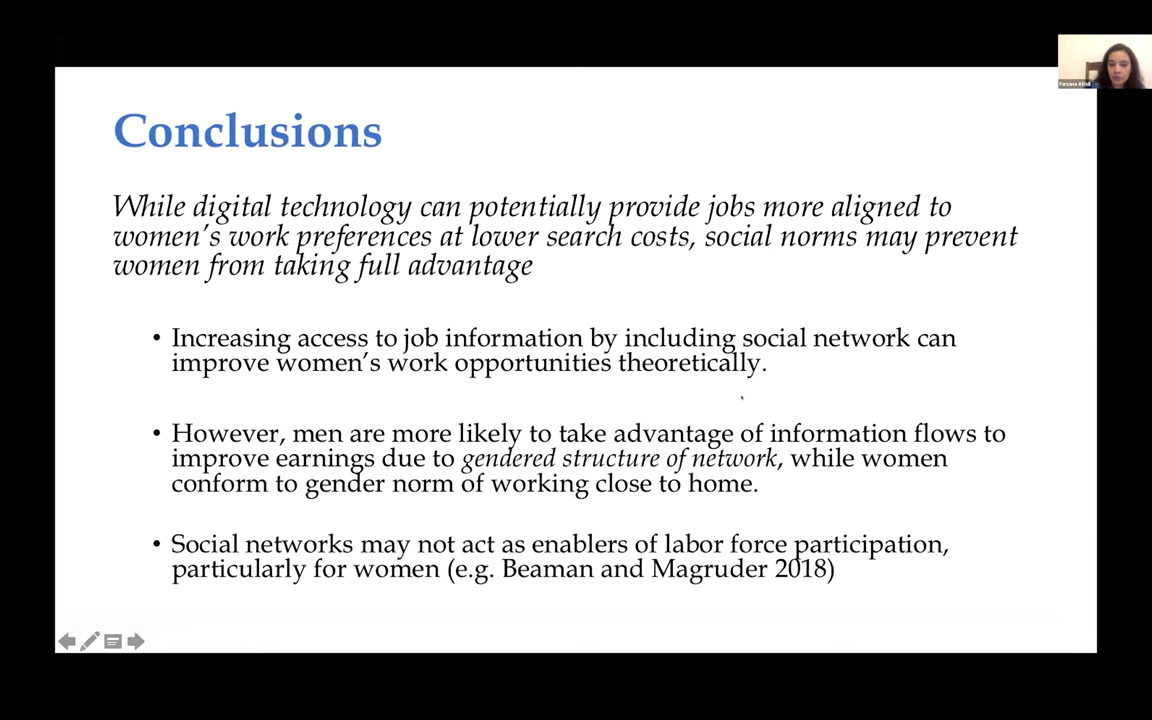 Conclusions
Farzana Afridi
While digital technology can potentially provide jobs more aligned to
women's work preferences at lower search costs, social norms may prevent
women from taking full advantage
• Increasing access to job information by including social network can
improve women's work opportunities theoretically.
• However, men are more likely to take advantage of information flows to
improve earnings due to gendered structure of network, while women
conform to gender norm of working close to home.
• Social networks may not act as enablers of labor force participation,
particularly for women (e.g. Beaman and Magruder 2018)